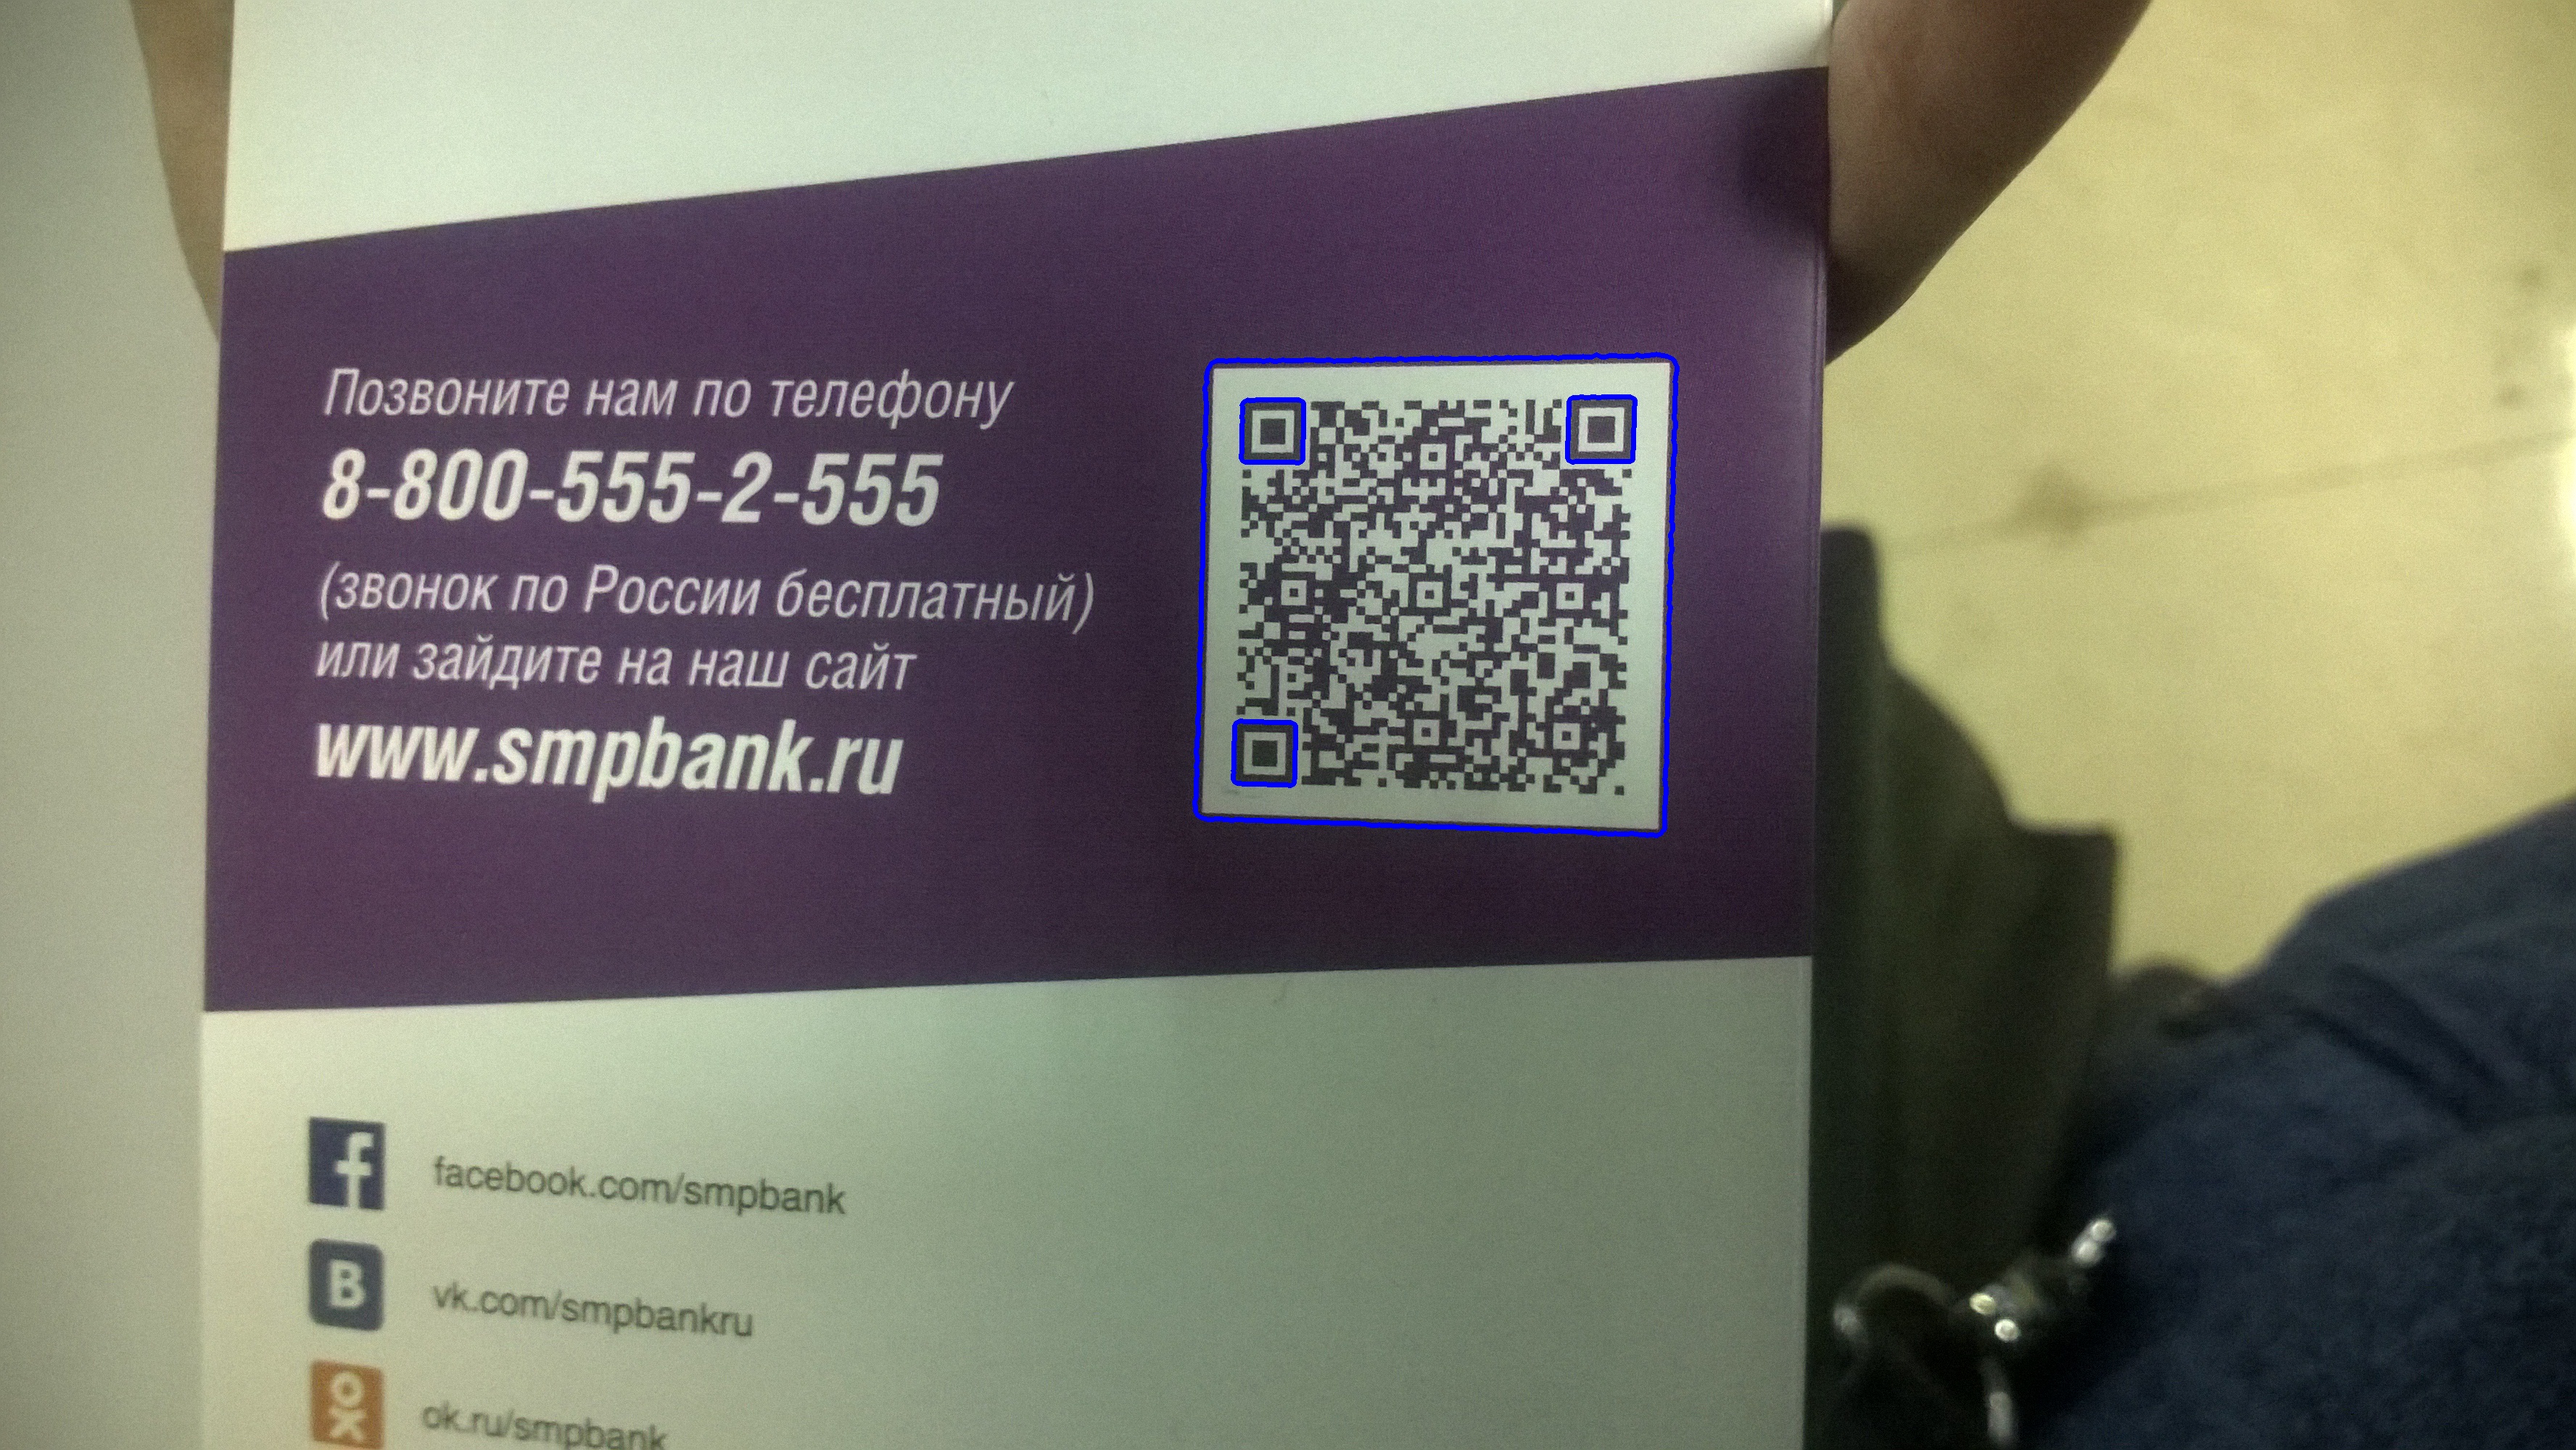 Позвоните нам по телефону
8-800-555-2-555
(звонок по России бесплатный)
или зайдите на наш сайт
www.smpbank.ru
f
facebook.com/smpbank
B
vk.com/smpbankru
ok.ru/smpbank